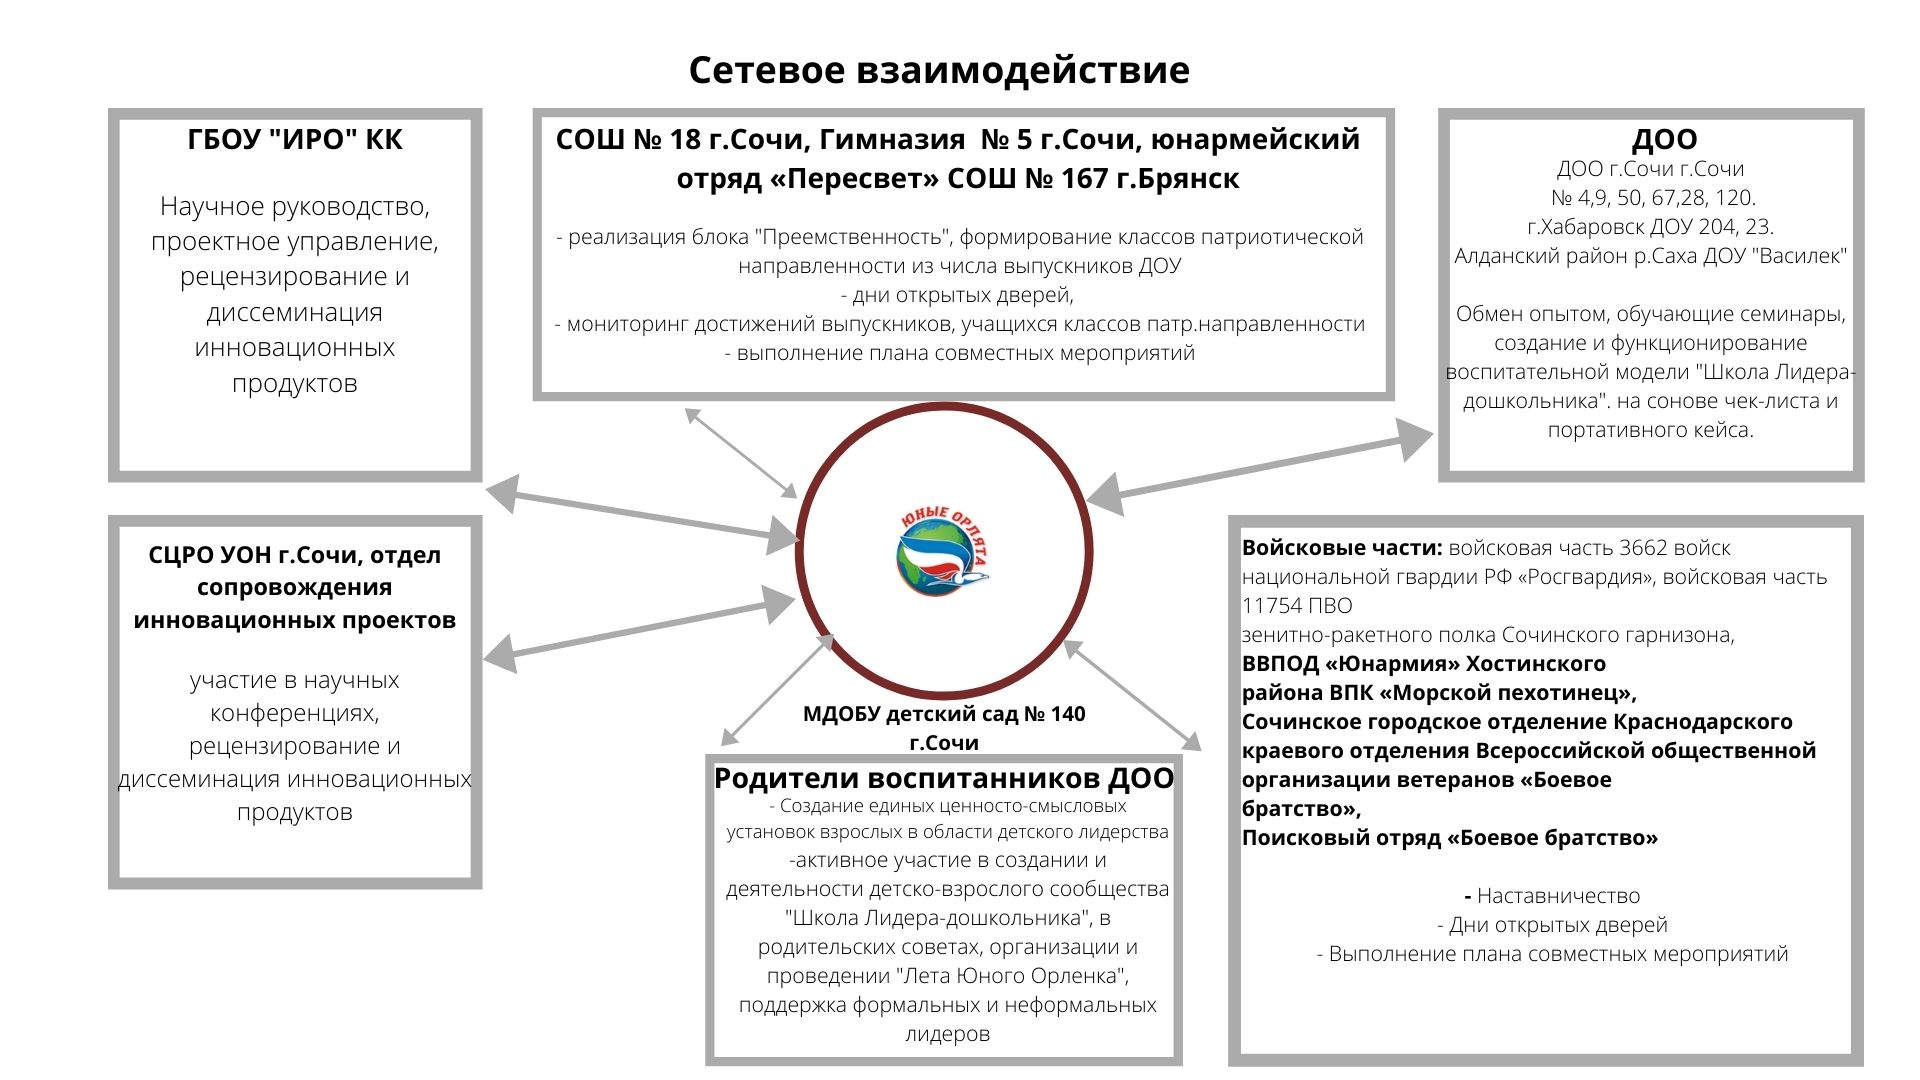 Сетевое взаимодействие
ГБОУ "ИРО" КК
Научное руководство,
проектное управление,
рецензирование и
диссеминация
инновационных
продуктов
СОШ № 18 г.Сочи, Гимназия № 5 г.Сочи, юнармейский
отряд «Пересвет» СОШ № 167 г.Брянск
- реализация блока "Преемственность", формирование классов патриотической
направленности из числа выпускников ДОУ
- дни открытых дверей,
- мониторинг достижений выпускников, учащихся классов патр.направленности
- выполнение плана совместных мероприятий
ДОО
ДОО г.Сочи г.Сочи
№ 4,9, 50, 67,28, 120.
г.Хабаровск ДОУ 204, 23.
Алданский район р.Саха ДОУ "Василек"
Обмен опытом, обучающие семинары,
создание и функционирование
воспитательной модели "Школа Лидера-
дошкольника". на сонове чек-листа и
портативного кейса.
СЦРО УОН г.Сочи, отдел
сопровождения
инновационных проектов
участие в научных
конференциях,
рецензирование и
диссеминация инновационных
продуктов
ЮНЫЕ ОРЛЯТА
МДОБУ детский сад № 140
г.Сочи
Родители воспитанников ДОО
- Создание единых ценносто-смысловых
установок взрослых в области детского лидерства
-активное участие в создании и
деятельности детско-взрослого сообщества
"Школа Лидера-дошкольника", в
родительских советах, организации и
проведении "Лета Юного Орленка",
поддержка формальных и неформальных
лидеров
Войсковые части: войсковая часть 3662 войск
национальной гвардии РФ «Росгвардия», войсковая часть
11754 ПВО
зенитно-ракетного полка Сочинского гарнизона,
ВВПОД «Юнармия» Хостинского
района ВПК «Морской пехотинец»,
Сочинское городское отделение Краснодарского
краевого отделения Всероссийской общественной
организации ветеранов «Боевое
братство»,
Поисковый отряд «Боевое братство»
- Наставничество
- Дни открытых дверей
- Выполнение плана совместных мероприятий